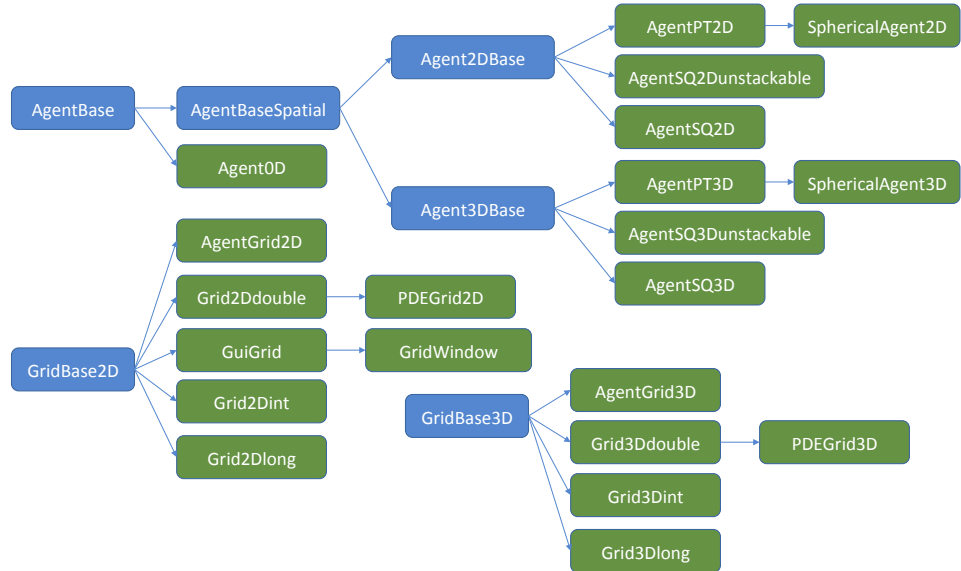 AgentBase
AgentBaseSpatial
Agent0D
Agent2DBase
AgentPT2D
SphericalAgent2D
AgentSQ2Dunstackable
AgentSQ2D
Agent3DBase
AgentPT3D
SphericalAgent3D
AgentSQ3Dunstackable
AgentSQ3D
GridBase2D
AgentGrid2D
Grid2Ddouble
PDEGrid2D
GuiGrid
GridWindow
Grid2Dint
Grid2Dlong
GridBase3D
AgentGrid3D
Grid3Ddouble
PDEGrid3D
Grid3Dint
Grid3Dlong